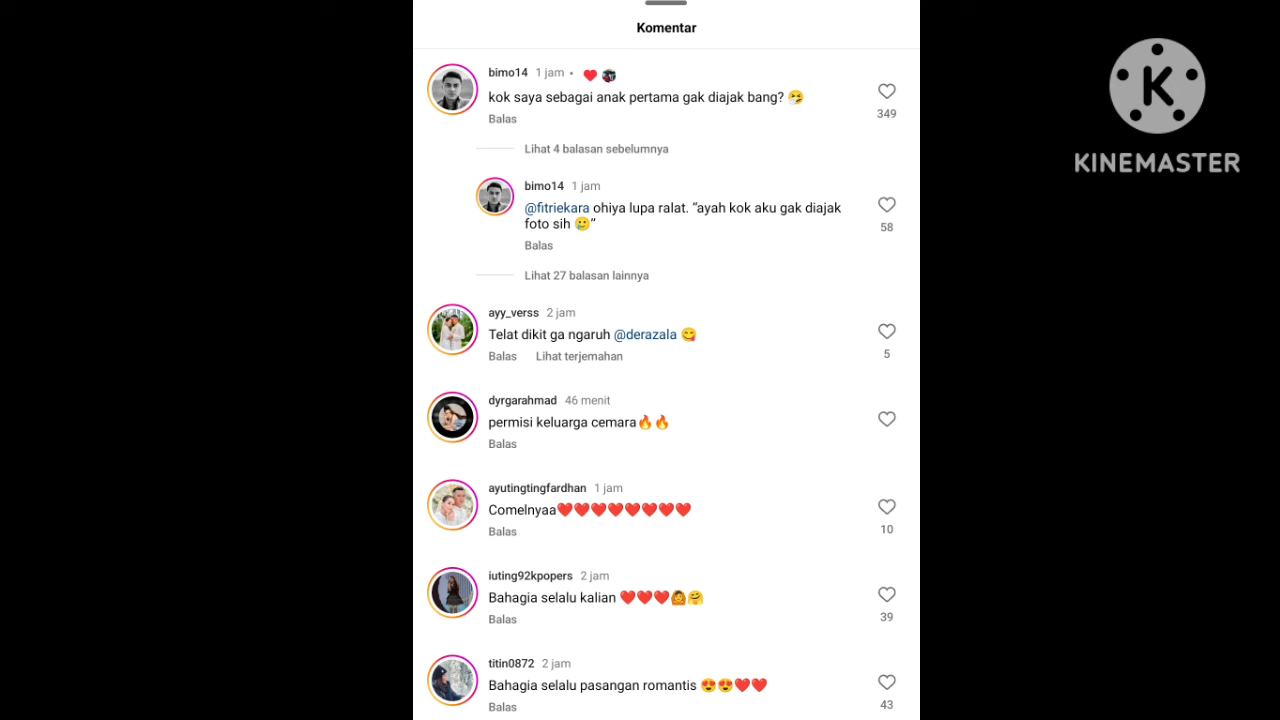 Komentar
bimo14 1 jam •
kok saya sebagai anak pertama gak diajak bang? 🤧
Balas
349
Lihat 4 balasan sebelumnya
bimo14 1 jam
@fitriekara ohiya lupa ralat. “ayah kok aku gak diajak
foto sih 🥲”
Balas
58
Lihat 27 balasan lainnya
ayy_verss 2 jam
Telat dikit ga ngaruh @derazala 😋
Balas Lihat terjemahan
5
dyrgarahmad 46 menit
permisi keluarga cemara🔥🔥
Balas
ayutingtingfardhan 1 jam
Comelnyaa❤️❤️❤️❤️❤️❤️❤️❤️
Balas
10
iuting92kpopers 2 jam
Bahagia selalu kalian ❤️❤️❤️🙆🤗
Balas
39
titin0872 2 jam
Bahagia selalu pasangan romantis 😍😍❤️❤️
Balas
43
K
KINEMASTER